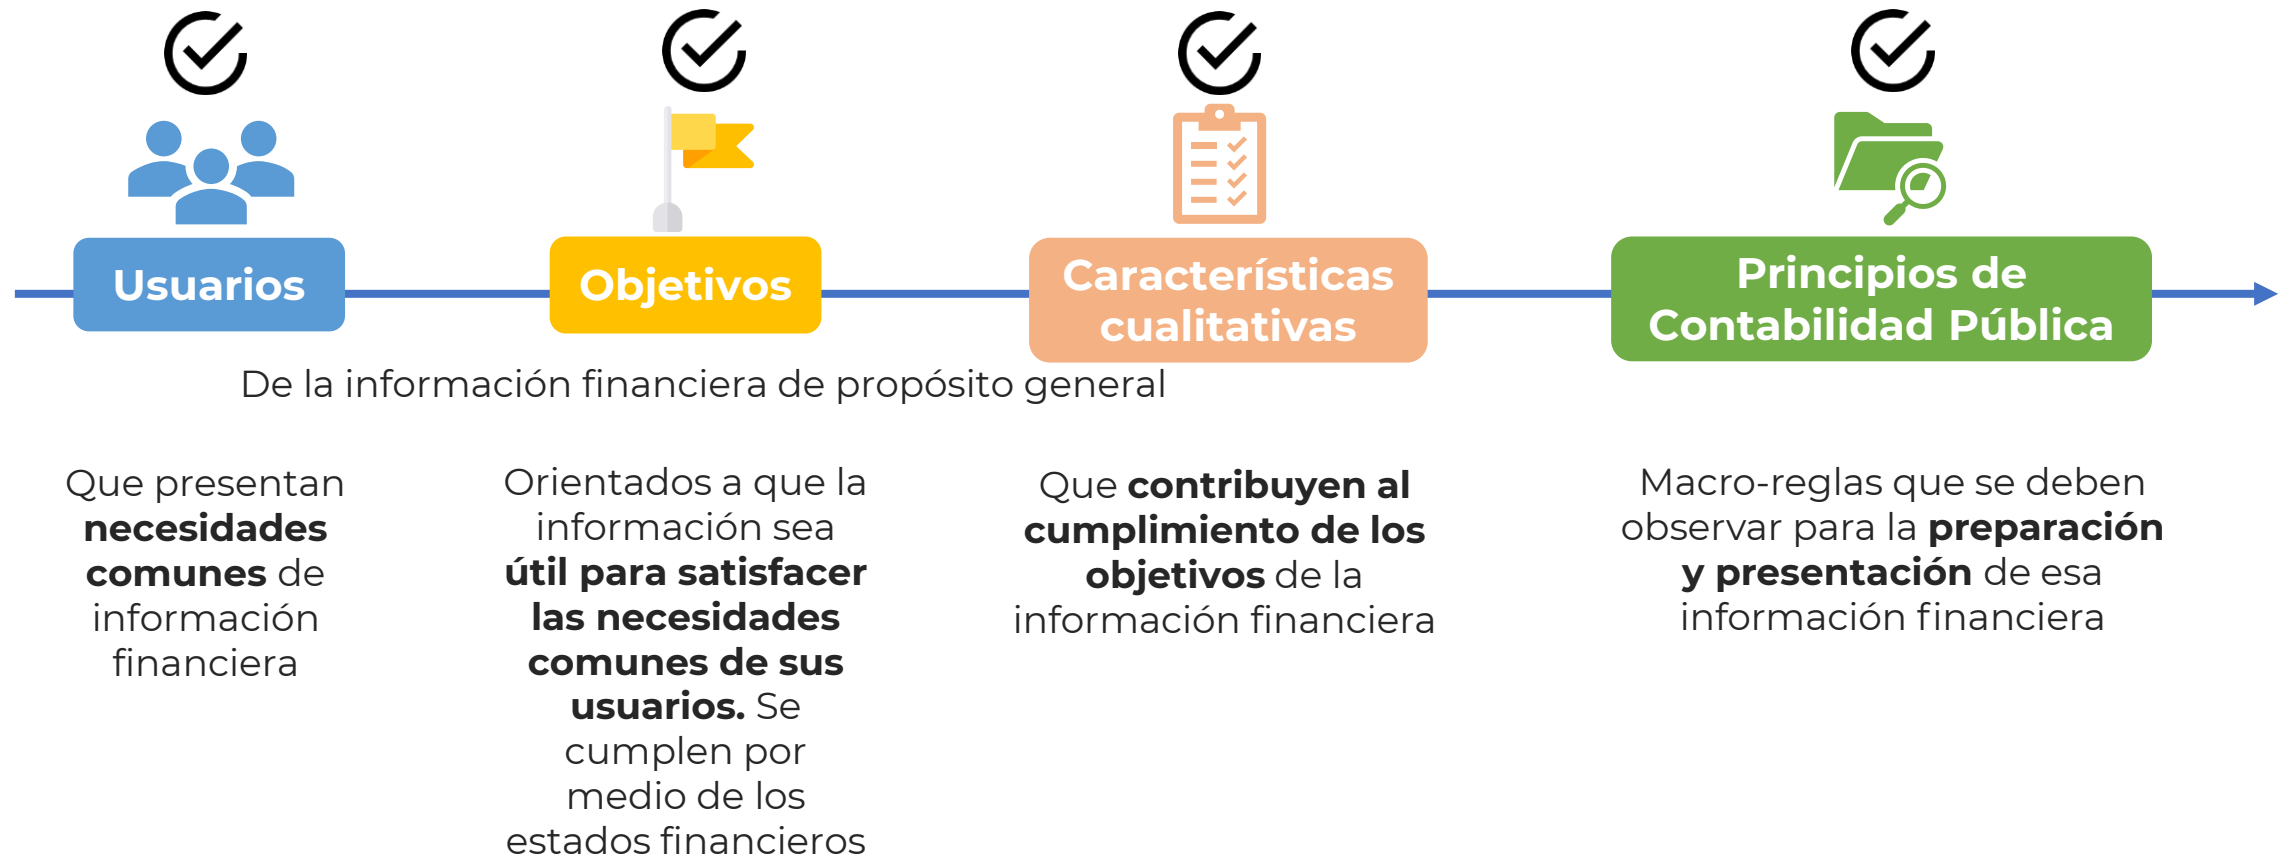 Usuarios
Objetivos
Características
cualitativas
Principios de
Contabilidad Pública
De la información financiera de propósito general
Que presentan
necesidades
comunes de
información
financiera
Orientados a que la
información sea
útil para satisfacer
las necesidades
comunes de sus
usuarios. Se
cumplen por
medio de los
estados financieros
Que contribuyen al
cumplimiento de los
objetivos de la
información financiera
Macro-reglas que se deben
observar para la preparación
y presentación de esa
información financiera